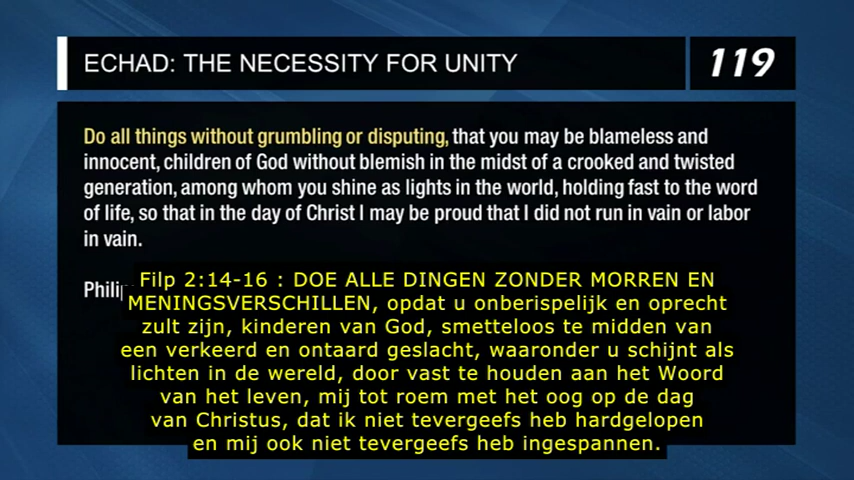 ECHAD: THE NECESSITY FOR UNITY
119
Do all things without grumbling or disputing, that you may be blameless and
innocent, children of God without blemish in the midst of a crooked and twisted
generation, among whom you shine as lights in the world, holding fast to the word
of life, so that in the day of Christ I may be proud that I did not run in vain or labor
in vain.
Filp 2:14-16 : DOE ALLE DINGEN ZONDER MORREN EN
MENINGSVERSCHILLEN, opdat u onberispelijk en oprecht
zult zijn, kinderen van God, smetteloos te midden van
een verkeerd en ontaard geslacht, waaronder u schijnt als
lichten in de wereld, door vast te houden aan het Woord
van het leven, mij tot roem met het oog op de dag
van Christus, dat ik niet tevergeefs heb hardgelopen
en mij ook niet tevergeefs heb ingespannen.